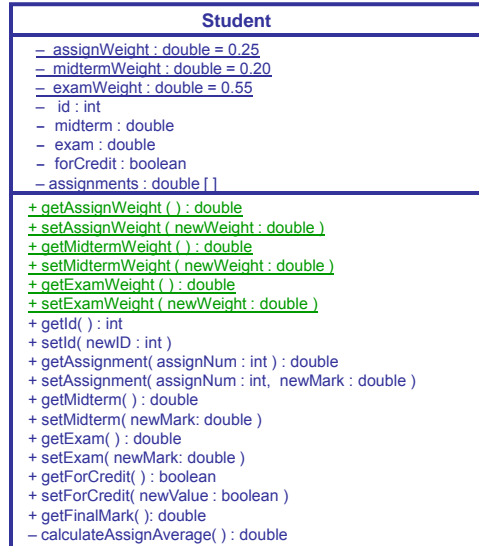 Student
– assignWeight : double = 0.25
– midtermWeight : double = 0.20
– examWeight : double = 0.55
– id : int
– midterm : double
– exam : double
– forCredit : boolean
– assignments : double [ ]
+ getAssignWeight ( ) : double
+ setAssignWeight ( newWeight : double )
+ getMidtermWeight ( ) : double
+ setMidtermWeight ( newWeight : double )
+ getExamWeight ( ) : double
+ setExamWeight ( newWeight : double )
+ getId( ) : int
+ setId( newID : int )
+ getAssignment( assignNum : int ) : double
+ setAssignment( assignNum : int, newMark : double )
+ getMidterm( ) : double
+ setMidterm( newMark: double )
+ getExam( ) : double
+ setExam( newMark: double )
+ getForCredit( ) : boolean
+ setForCredit( newValue : boolean )
+ getFinalMark( ): double
– calculateAssignAverage( ) : double